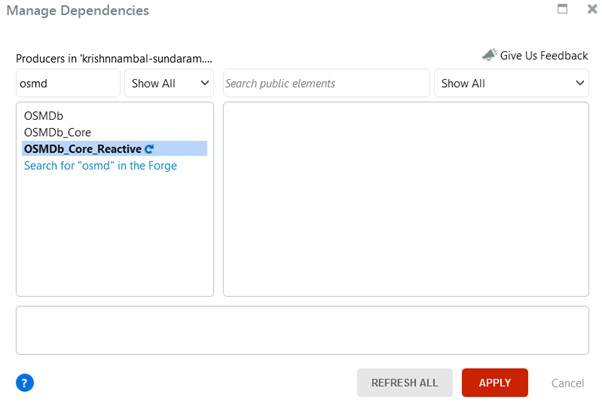 Manage Dependencies
Producers in 'krishnnambal-sundaram....
Give Us Feedback
osmd
Show All
Search public elements
Show All
OSMDb
OSMDb_Core
OSMDb_Core_Reactive
Search for "osmd" in the Forge
?
REFRESH ALL
APPLY
Cancel